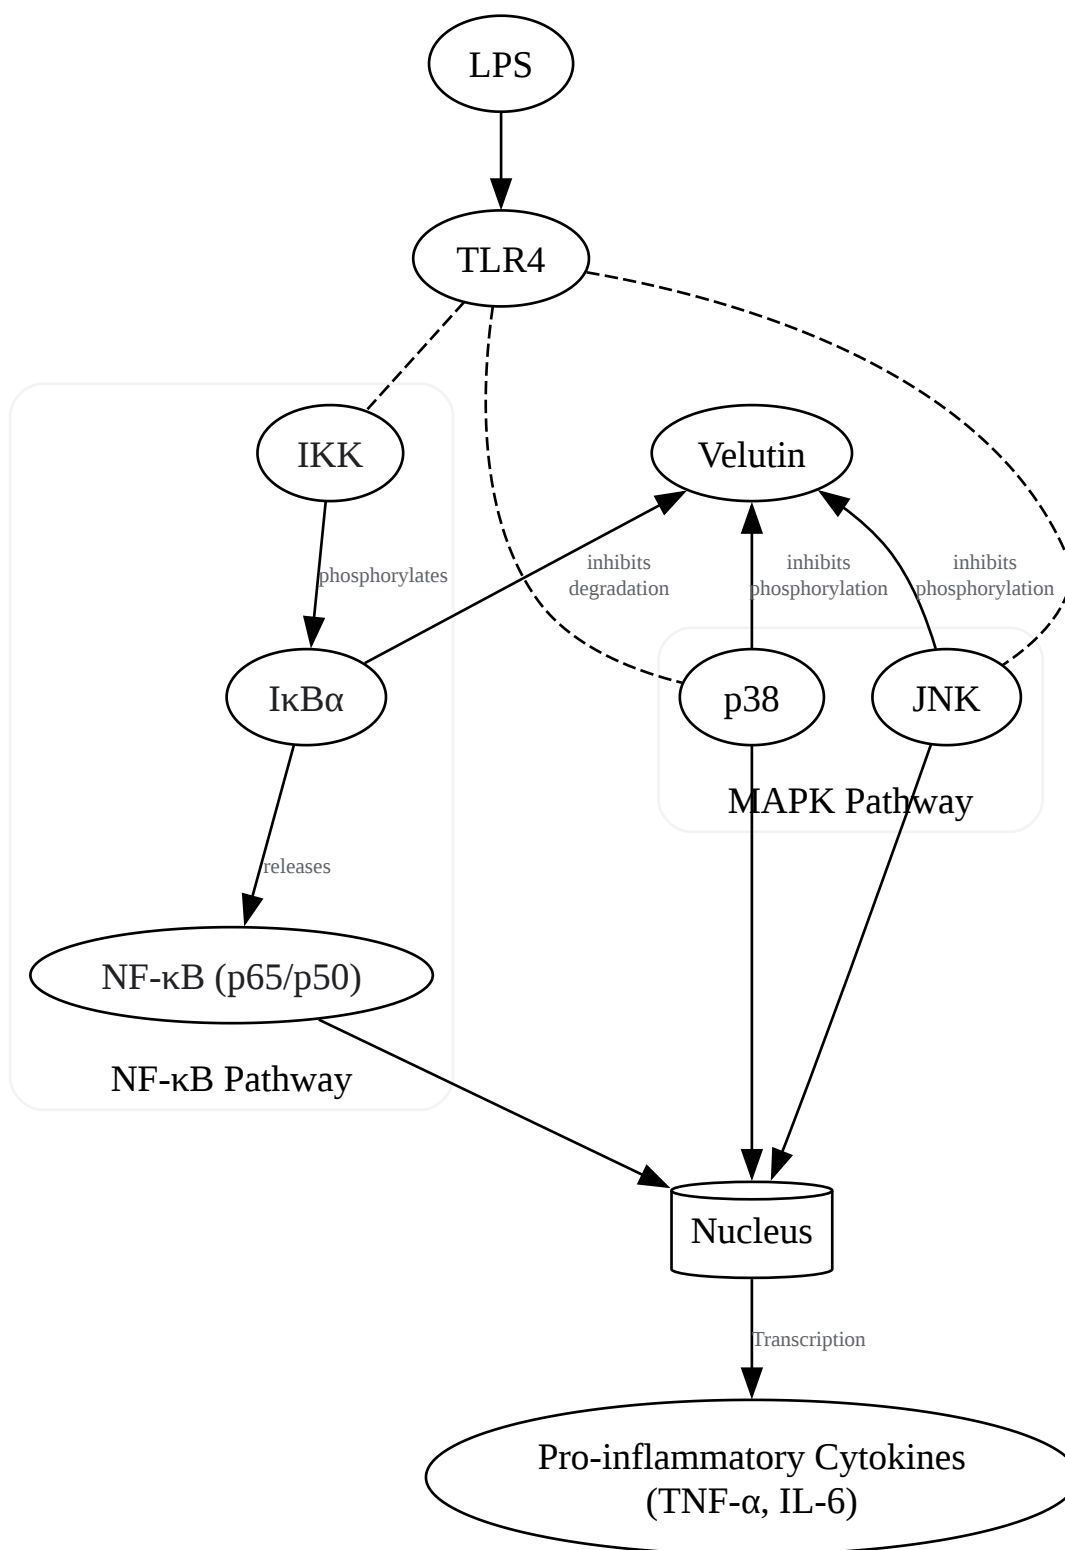 LPS
TLR4
IKK
Velutin
phosphorylates
inhibits
degradation
inhibits
phosphorylation
inhibits
phosphorylation
IκBα
p38
JNK
MAPK Pathway
releases
NF-κB (p65/p50)
NF-κB Pathway
Nucleus
Transcription
Pro-inflammatory Cytokines
(TNF-α, IL-6)